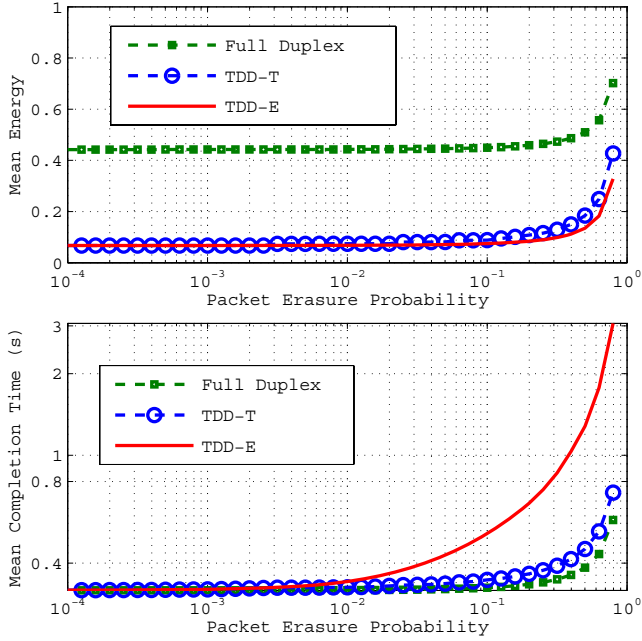 1
0.8
0.6
0.4
0.2
0
Mean Energy
Full Duplex
TDD-T
TDD-E
10^-4 10^-3 10^-2 10^-1 10^0
Packet Erasure Probability
3
2
1
0.8
0.4
Mean Completion Time (s)
Full Duplex
TDD-T
TDD-E
10^-4 10^-3 10^-2 10^-1 10^0
Packet Erasure Probability